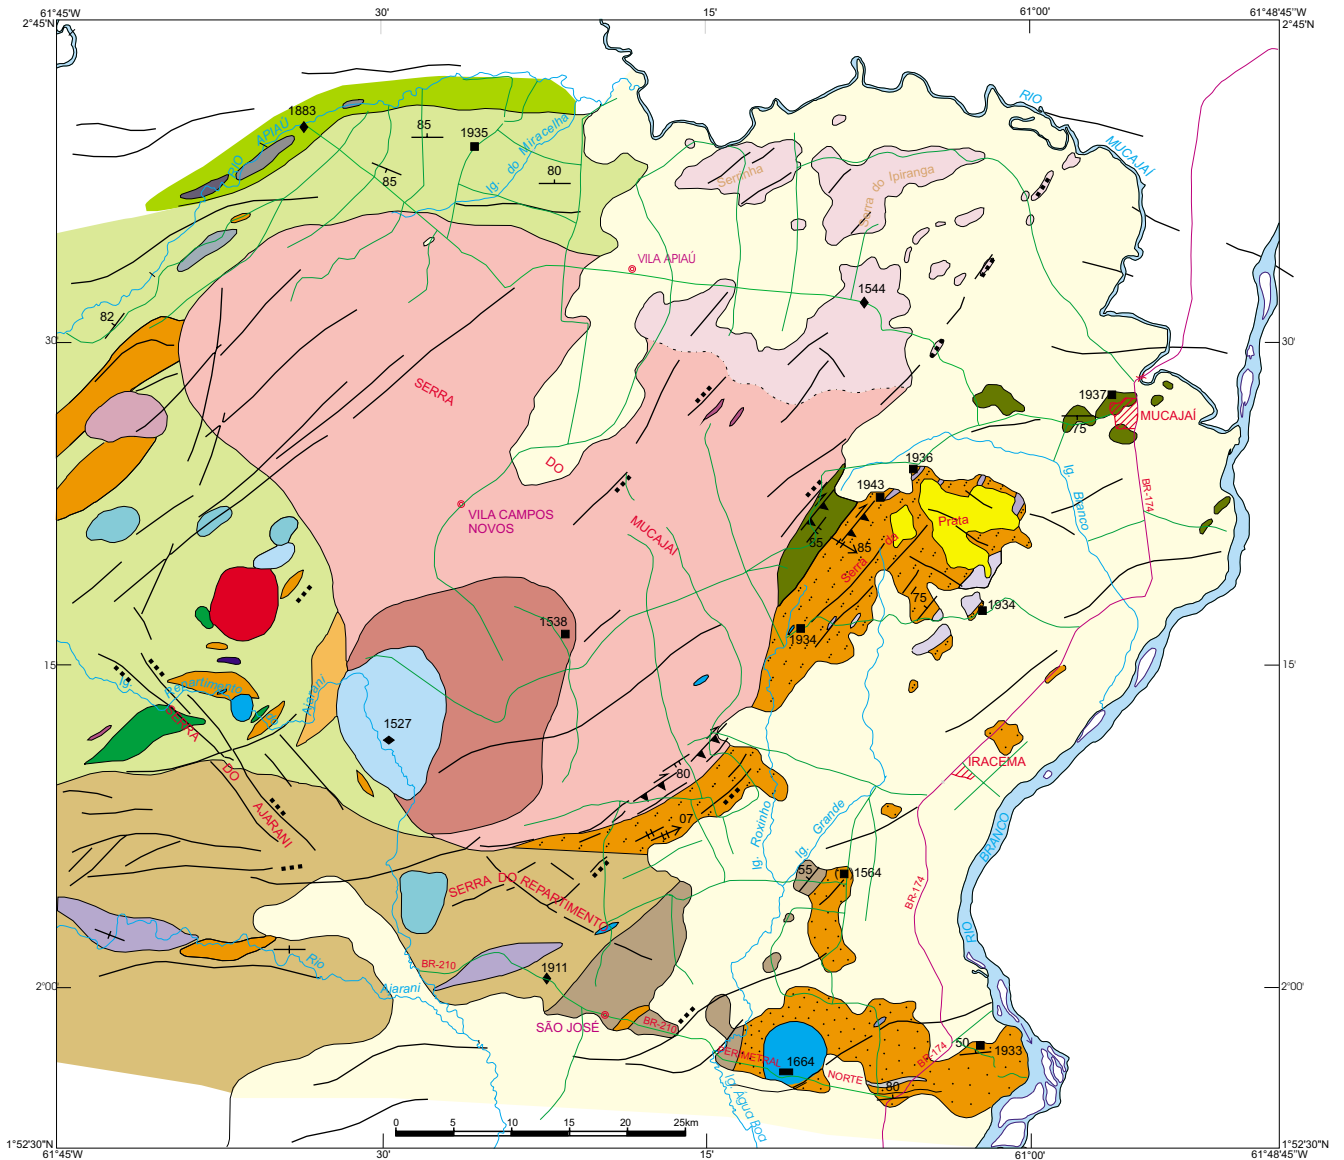 61°45'W
30'
15'
61°00'
61°48'45"W
2°45'N
2°45'N
RIO
MUCAJAÍ
1883
RIO APIAÚ
85
1935
Ig. do Miracelha
85
80
Serrinha
Serra do Ipiranga
VILA APIAÚ
1544
82
30'
30'
SERRA
DO
MUCAJAÍ
1937
MUCAJAÍ
75
1936
1943
Ig. Branco
BR-174
VILA CAMPOS
NOVOS
Serra da Prata
55
85
75
1934
1934
1538
15'
15'
Ig. Repartimento
Ajarani
1527
SERRA
DO
AJARANI
80
07
IRACEMA
Ig. Roxinho
Ig. Grande
RIO BRANCO
55
1564
BR-174
SERRA DO REPARTIMENTO
BR-210
1911
Rio
Ajarani
2°00'
2°00'
SÃO JOSÉ
BR-210
PERIMETRAL
NORTE
1664
BR-174
50
1933
80
Ig. Água Boa
0
5
10
15
20
25km
1°52'30"N
1°52'30"N
61°45'W
30'
15'
61°00'
61°48'45"W